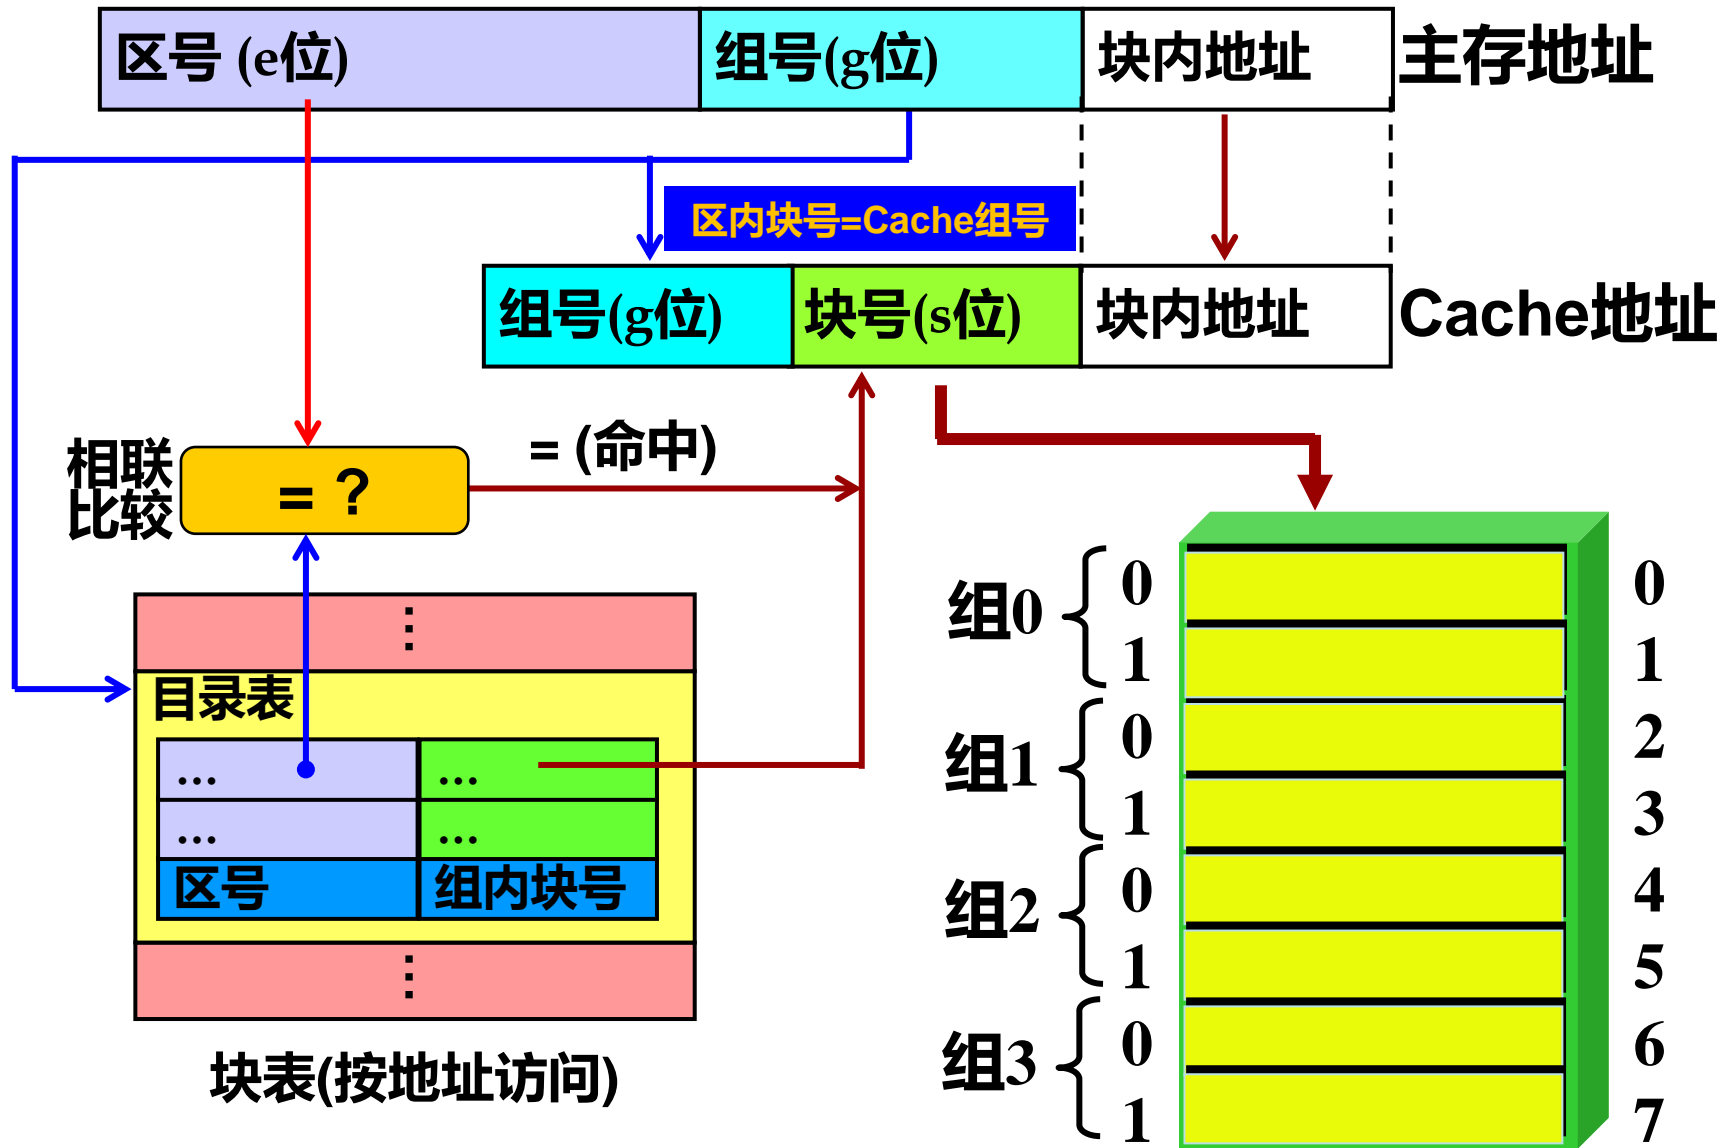 区号 (e位)
组号(g位)
块内地址
主存地址
区内块号=Cache组号
组号(g位)
块号(s位)
块内地址
Cache地址
相联
比较
= ?
= (命中)
⋮
目录表
… …
… …
区号 组内块号
⋮
块表(按地址访问)
组0 0 0
1 1
组1 0 2
1 3
组2 0 4
1 5
组3 0 6
1 7